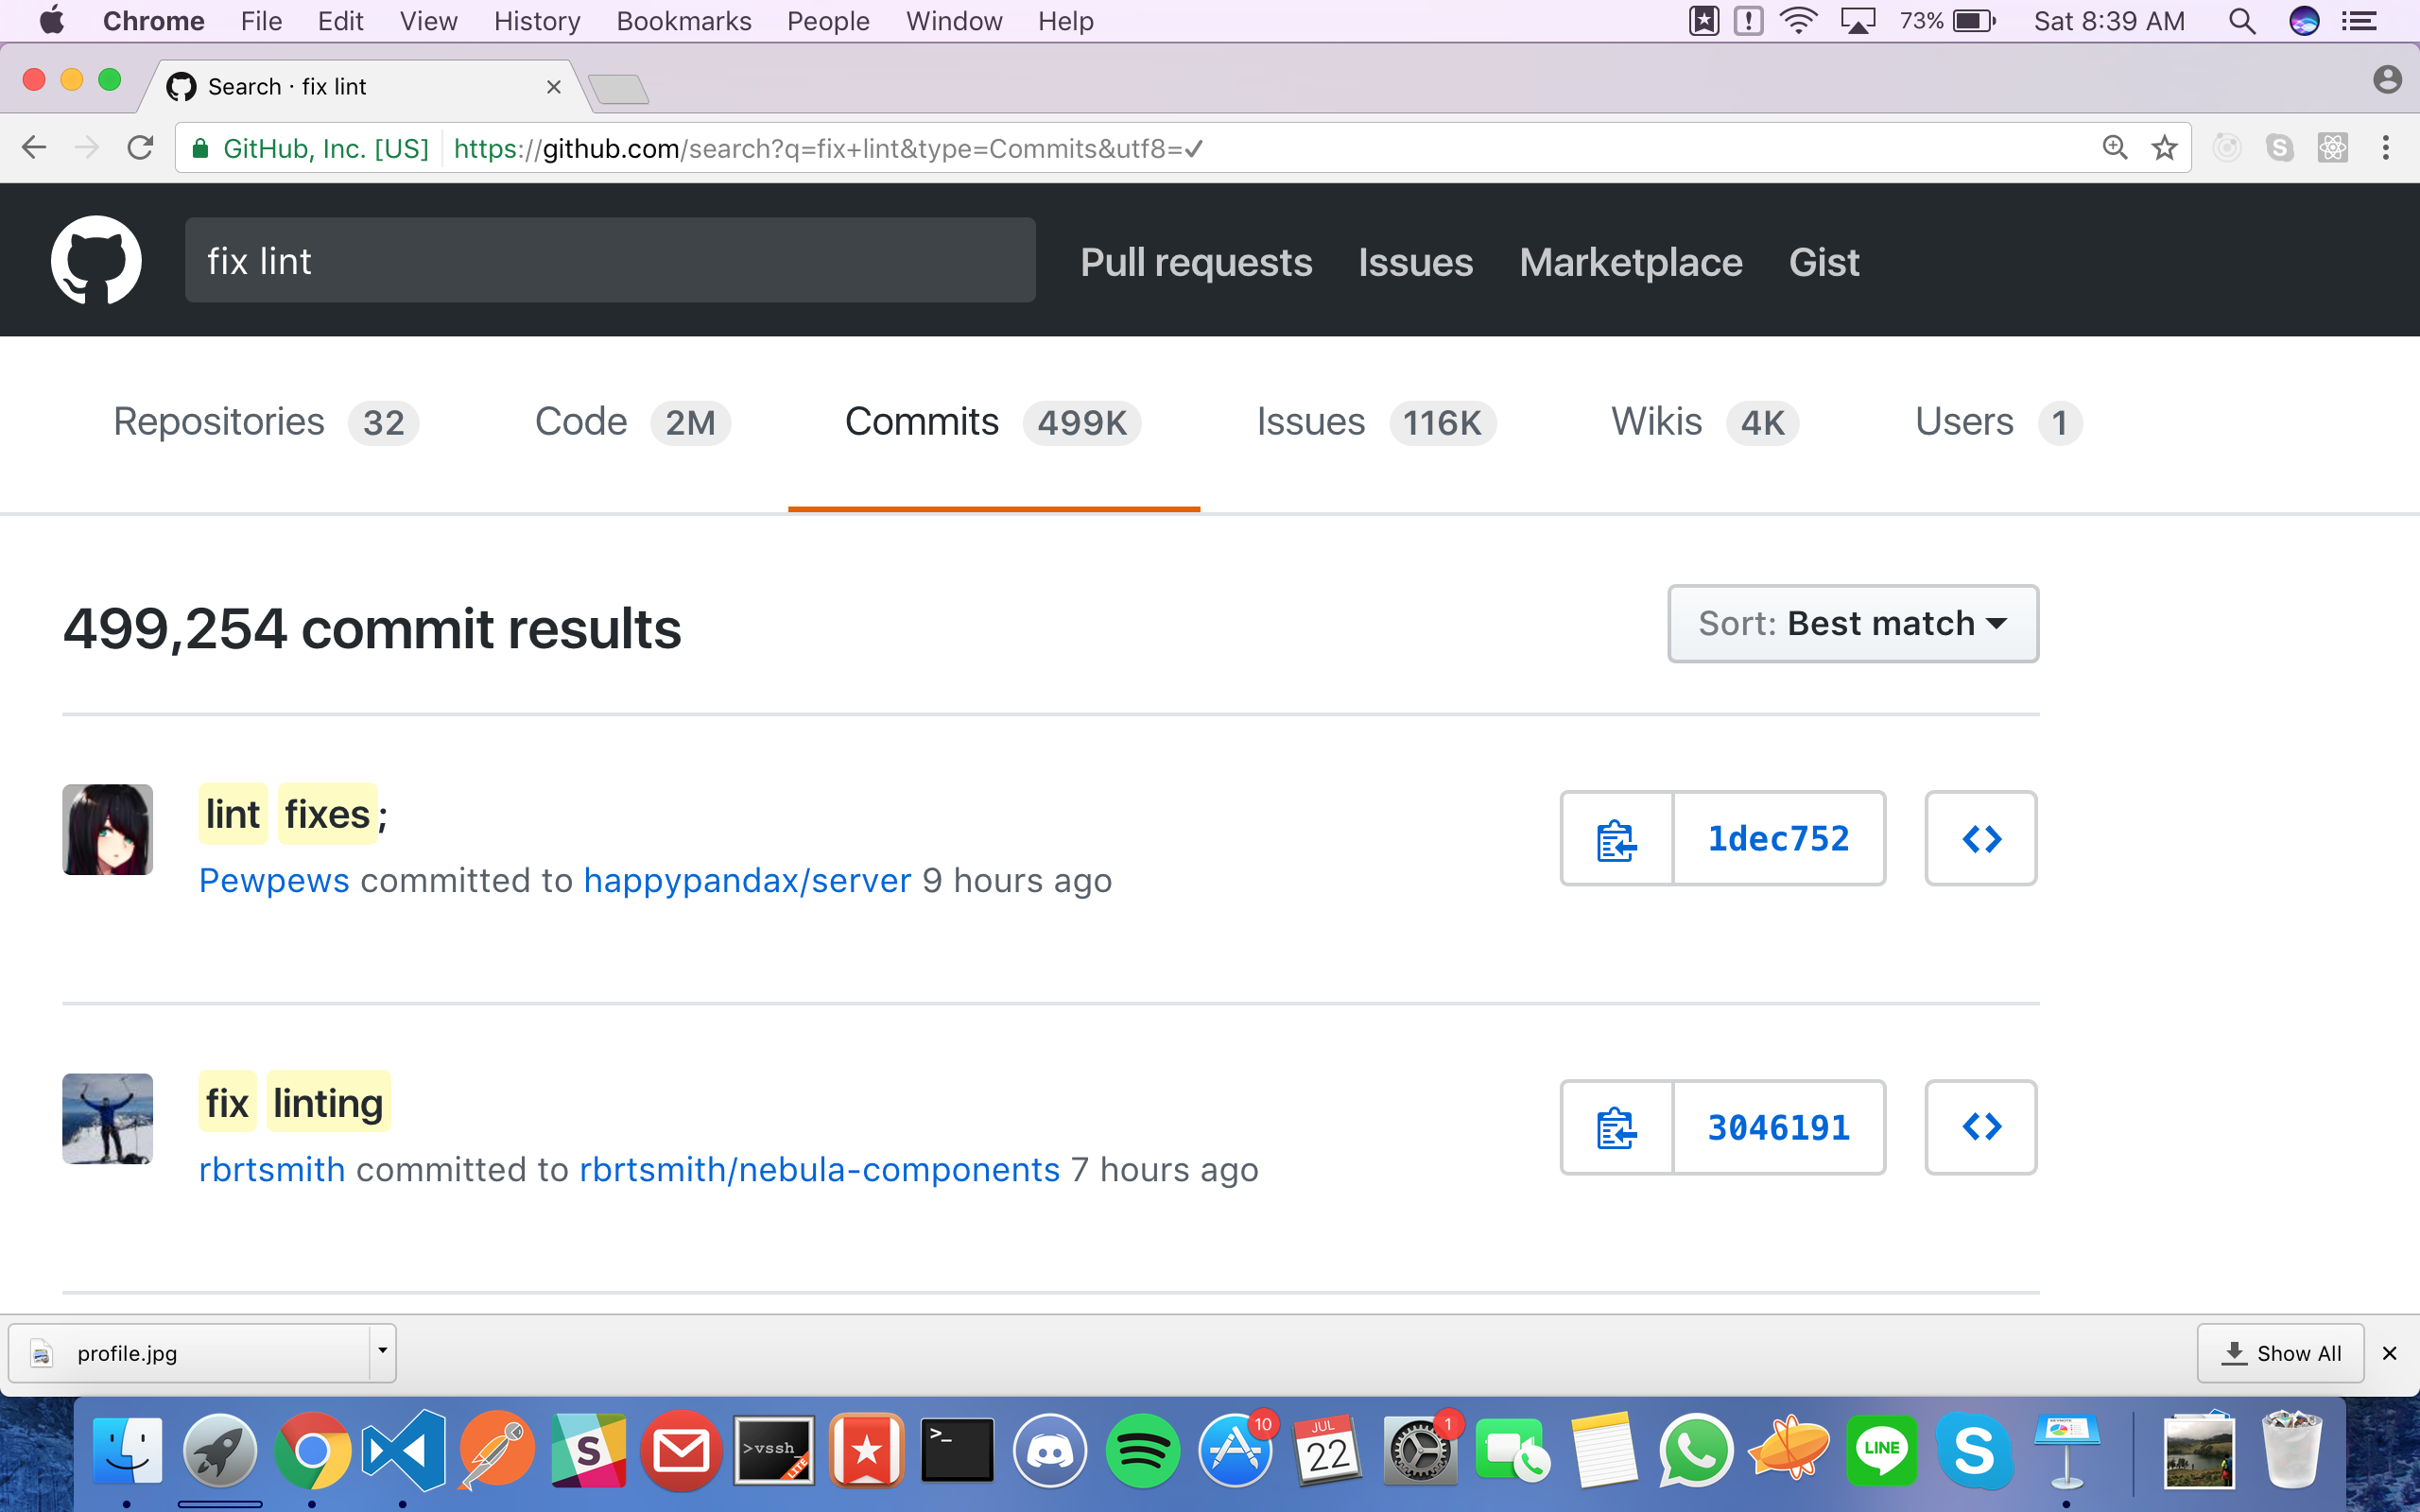 Chrome File Edit View History Bookmarks People Window Help 73% Sat 8:39 AM
Search · fix lint
GitHub, Inc. [US] https://github.com/search?q=fix+lint&type=Commits&utf8=✓
fix lint Pull requests Issues Marketplace Gist
Repositories 32 Code 2M Commits 499K Issues 116K Wikis 4K Users 1
499,254 commit results Sort: Best match
lint fixes;
1dec752
Pewpews committed to happypandax/server 9 hours ago
fix linting
3046191
rbrtsmith committed to rbrtsmith/nebula-components 7 hours ago
profile.jpg Show All
S >vssh_ LITE >_ 10 JUL 22 1 LINE S